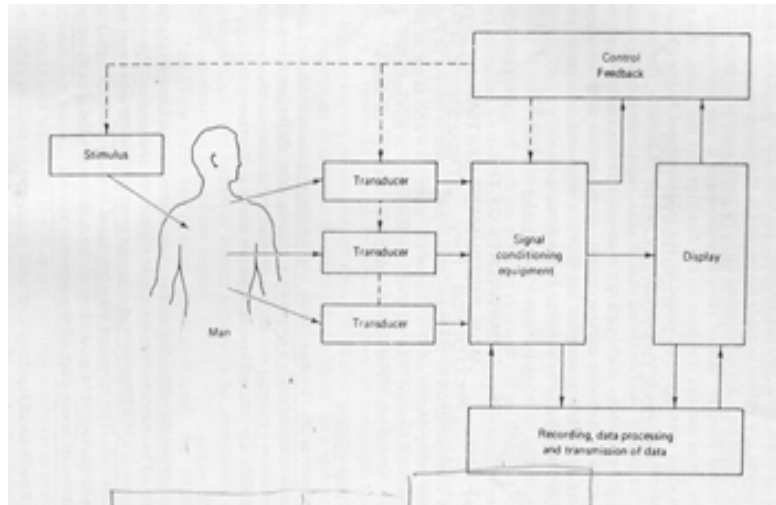 Control
Feedback
Stimulus
Transducer
Transducer
Transducer
Signal
conditioning
equipment
Display
Man
Recording, data processing
and transmission of data